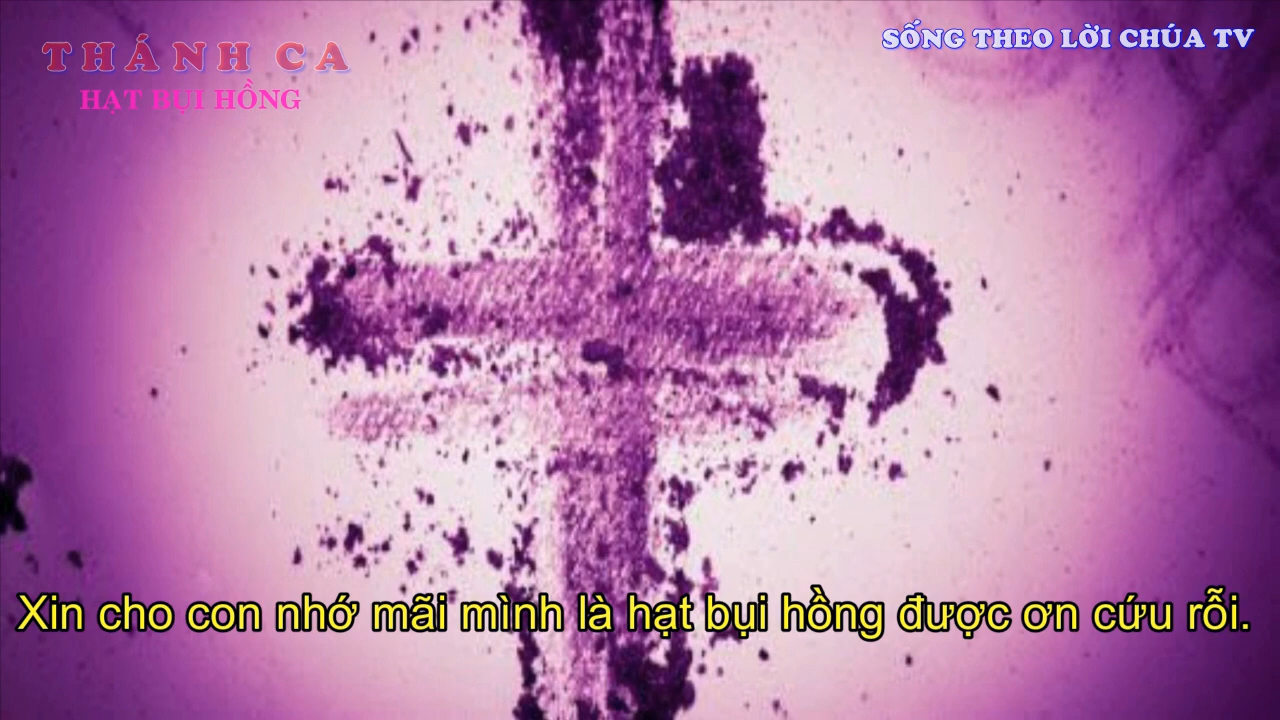 THÁNH CA
HẠT BỤI HỒNG
SỐNG THEO LỜI CHÚA TV
Xin cho con nhớ mãi mình là hạt bụi hồng được ơn cứu rỗi.